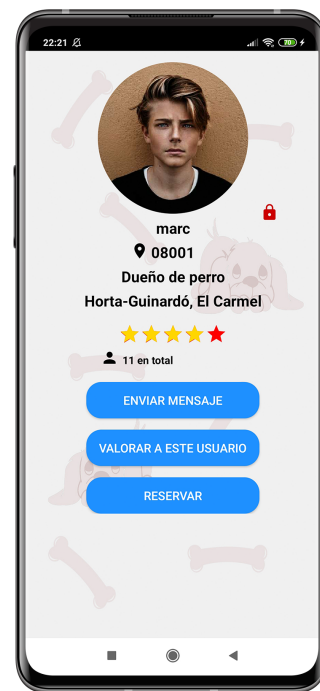 22:21
70
marc
08001
Dueño de perro
Horta-Guinardó, El Carmel
11 en total
ENVIAR MENSAJE
VALORAR A ESTE USUARIO
RESERVAR